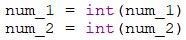 num_1 = int(num_1)
num_2 = int(num_2)